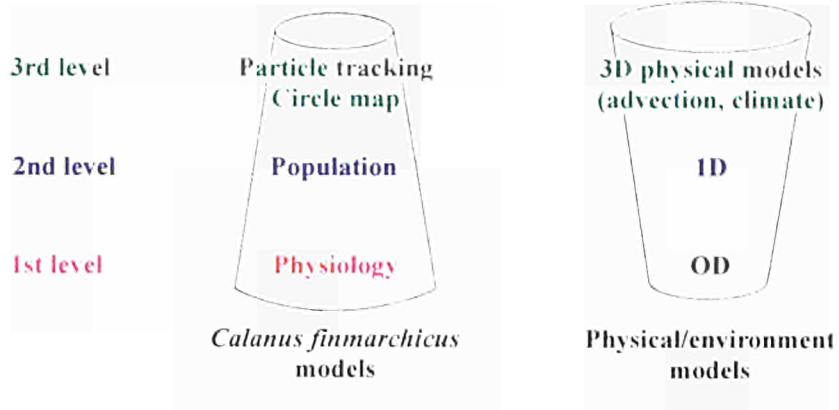 3rd level Particle tracking 3D physical models
Circle map (advection, climate)
2nd level Population 1D
1st level Physiology OD
Calanus finmarchicus Physical/environment
models models